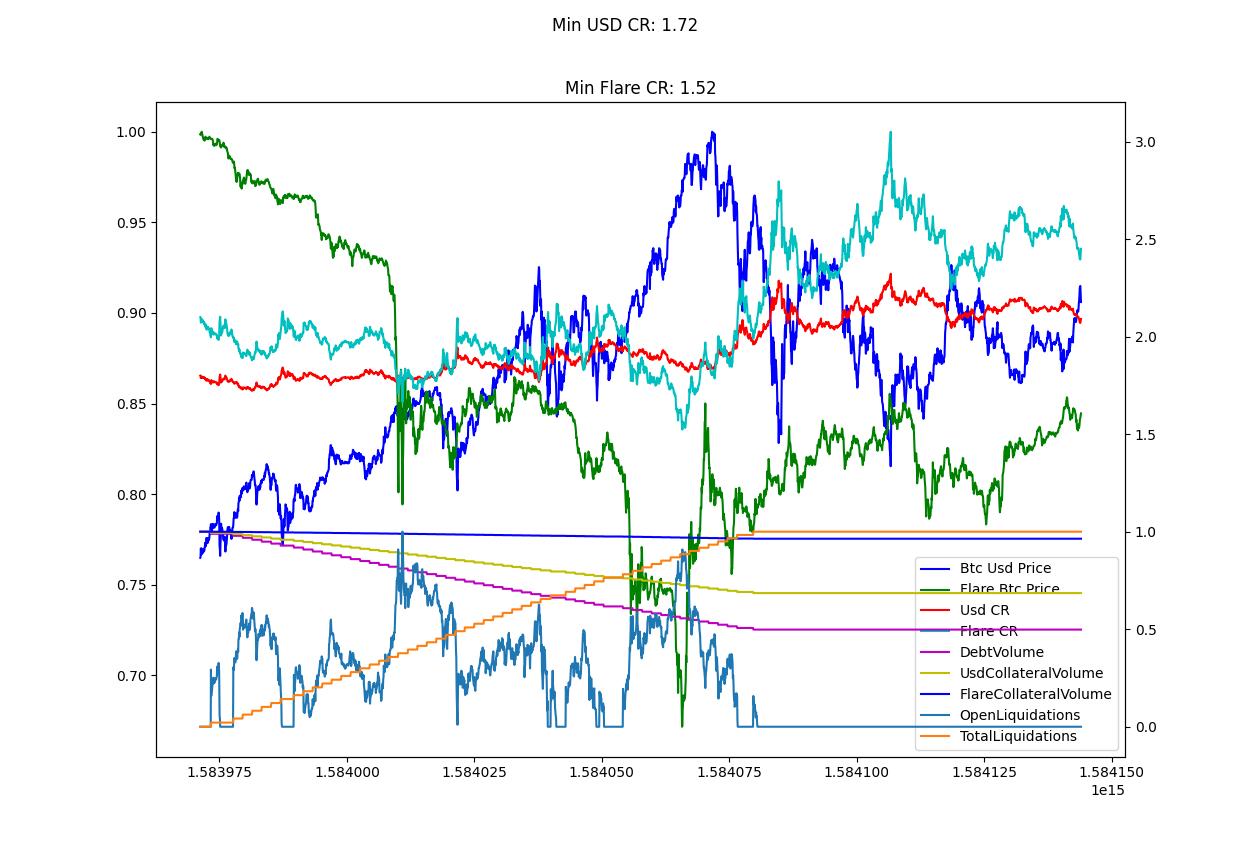 Min USD CR: 1.72
Min Flare CR: 1.52
1.00
0.95
0.90
0.85
0.80
0.75
0.70
3.0
2.5
2.0
1.5
1.0
0.5
0.0
Btc Usd Price
Flare Btc Price
Usd CR
Flare CR
DebtVolume
UsdCollateralVolume
FlareCollateralVolume
OpenLiquidations
TotalLiquidations
1.583975 1.584000 1.584025 1.584050 1.584075 1.584100 1.584125 1.584150
1e15